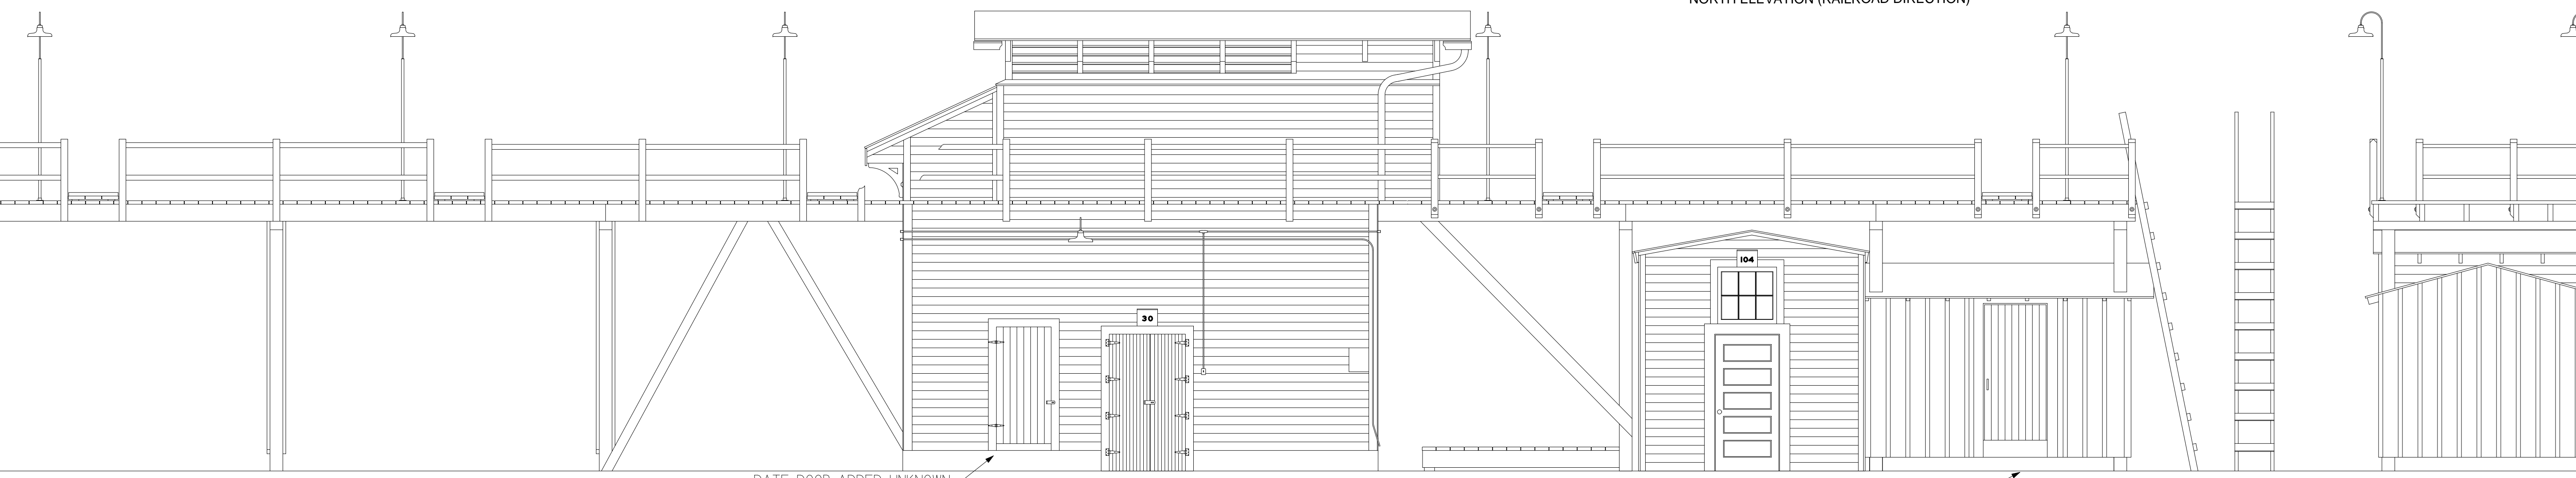 NORTH ELEVATION (RAILROAD DIRECTION)
104
30
DATE DOOR ADDED UNKNOWN